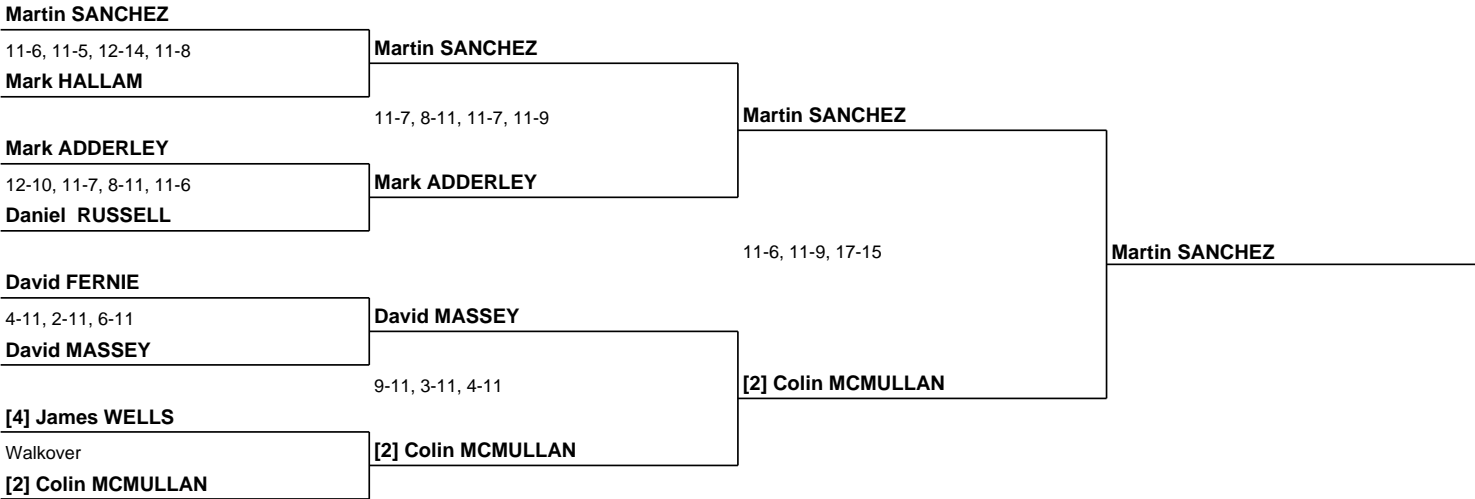 Martin SANCHEZ
11-6, 11-5, 12-14, 11-8
Mark HALLAM
Mark ADDERLEY
12-10, 11-7, 8-11, 11-6
Daniel RUSSELL
David FERNIE
4-11, 2-11, 6-11
David MASSEY
[4] James WELLS
Walkover
[2] Colin MCMULLAN
Martin SANCHEZ
11-7, 8-11, 11-7, 11-9
Mark ADDERLEY
David MASSEY
9-11, 3-11, 4-11
[2] Colin MCMULLAN
Martin SANCHEZ
11-6, 11-9, 17-15
[2] Colin MCMULLAN
Martin SANCHEZ